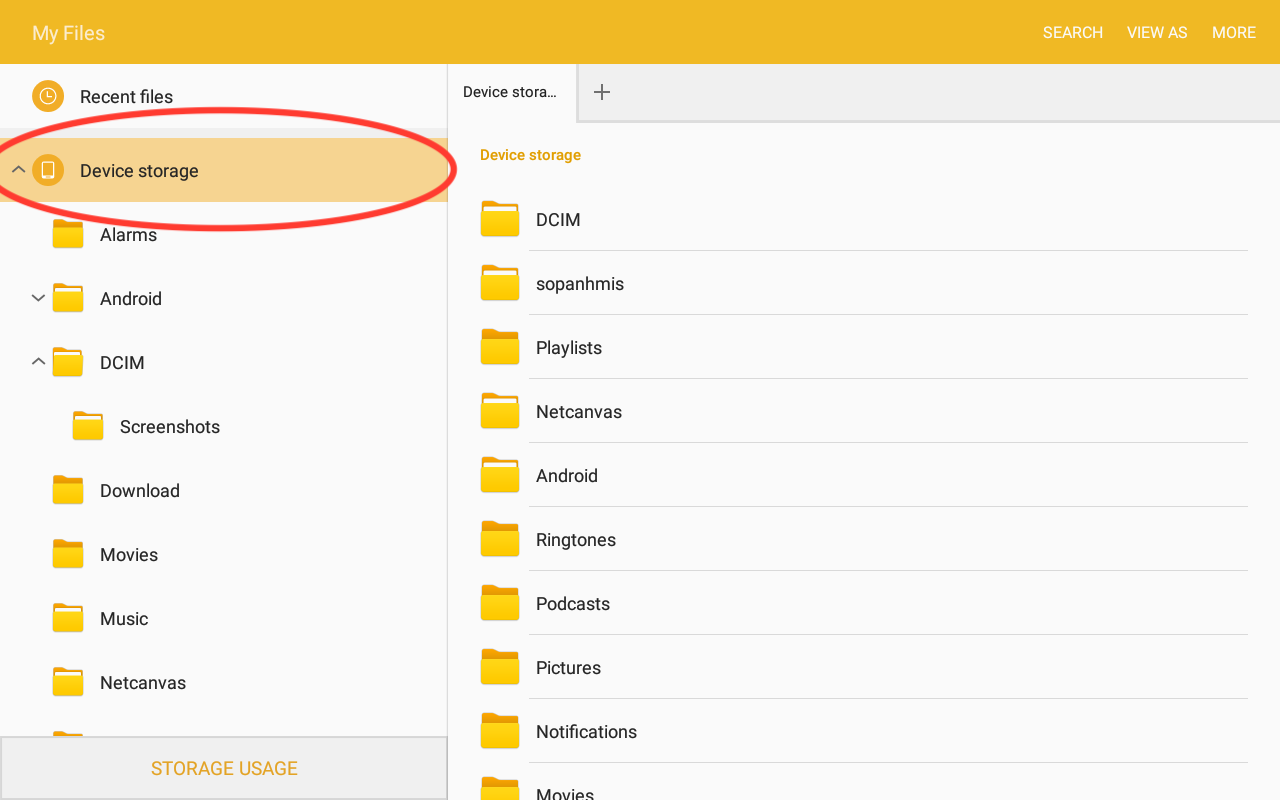 My Files
SEARCH
VIEW AS
MORE
Recent files
Device storage
Alarms
Android
DCIM
Screenshots
Download
Movies
Music
Netcanvas
STORAGE USAGE
Device stora...
Device storage
DCIM
sopanhmis
Playlists
Netcanvas
Android
Ringtones
Podcasts
Pictures
Notifications
Movies